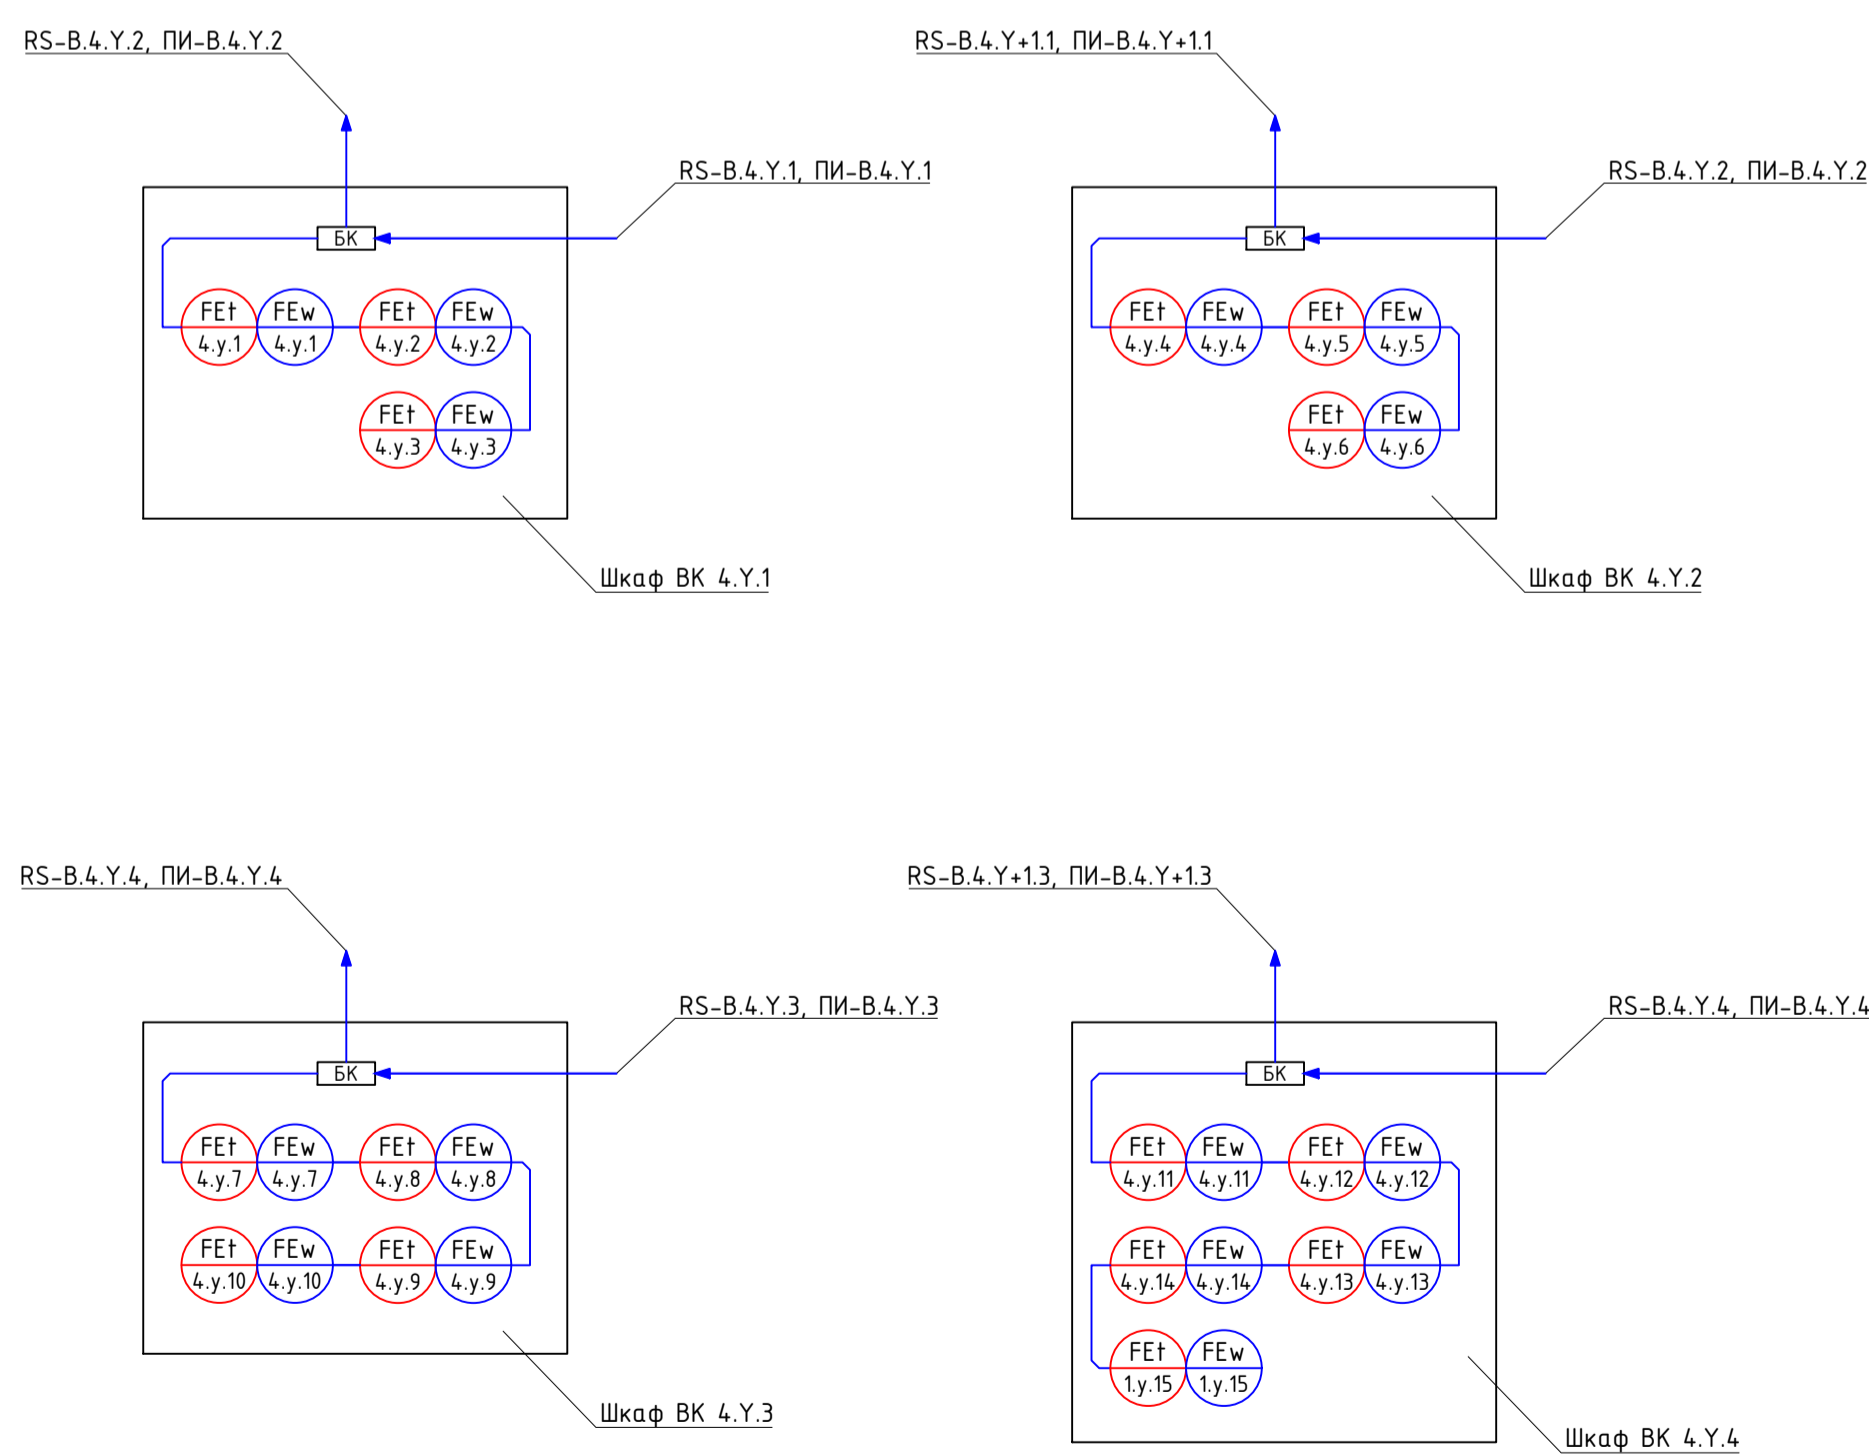 RS-В.4.Y.2, ПИ-В.4.Y.2
RS-В.4.Y.1, ПИ-В.4.Y.1
БК
FEt FEw FEt FEw
4.y.1 4.y.1 4.y.2 4.y.2
FEt FEw
4.y.3 4.y.3
Шкаф ВК 4.Y.1
RS-В.4.Y+1.1, ПИ-В.4.Y+1.1
RS-В.4.Y.2, ПИ-В.4.Y.2
БК
FEt FEw FEt FEw
4.y.4 4.y.4 4.y.5 4.y.5
FEt FEw
4.y.6 4.y.6
Шкаф ВК 4.Y.2
RS-В.4.Y.4, ПИ-В.4.Y.4
RS-В.4.Y.3, ПИ-В.4.Y.3
БК
FEt FEw FEt FEw
4.y.7 4.y.7 4.y.8 4.y.8
FEt FEw FEt FEw
4.y.10 4.y.10 4.y.9 4.y.9
Шкаф ВК 4.Y.3
RS-В.4.Y+1.3, ПИ-В.4.Y+1.3
RS-В.4.Y.4, ПИ-В.4.Y.4
БК
FEt FEw FEt FEw
4.y.11 4.y.11 4.y.12 4.y.12
FEt FEw FEt FEw
4.y.14 4.y.14 4.y.13 4.y.13
FEt FEw
1.y.15 1.y.15
Шкаф ВК 4.Y.4